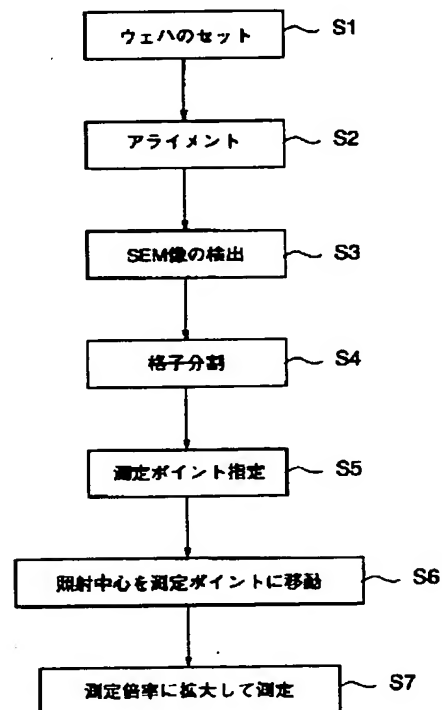 ウェハのセット S1
アライメント S2
SEM像の検出 S3
格子分割 S4
測定ポイント指定 S5
照射中心を測定ポイントに移動 S6
測定倍率に拡大して測定 S7